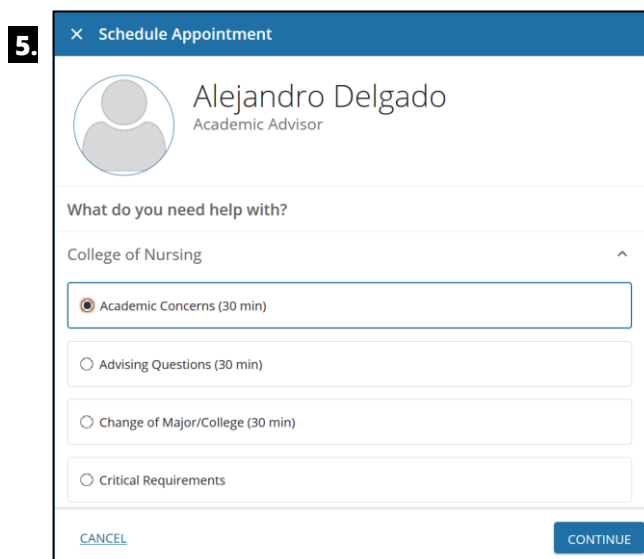 5.
Schedule Appointment
Alejandro Delgado
Academic Advisor
What do you need help with?
College of Nursing
Academic Concerns (30 min)
Advising Questions (30 min)
Change of Major/College (30 min)
Critical Requirements
CANCEL
CONTINUE